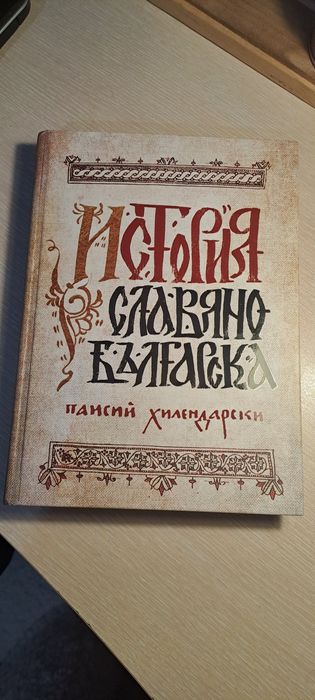 История
славяно
българска
паисий хилендарски